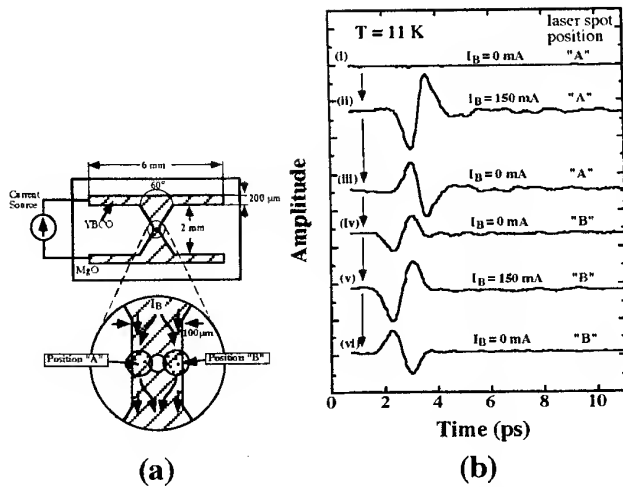 6 mm
60°
Current
Source
200 μm
YBCO
2 mm
MgO
I_B
100 μm
Position "A"
Position "B"
(a)
T = 11 K
laser spot
position
(i)
I_B = 0 mA "A"
(ii)
I_B = 150 mA "A"
(iii)
I_B = 0 mA "A"
(iv)
I_B = 0 mA "B"
(v)
I_B = 150 mA "B"
(vi)
I_B = 0 mA "B"
Amplitude
0 2 4 6 8 10
Time (ps)
(b)